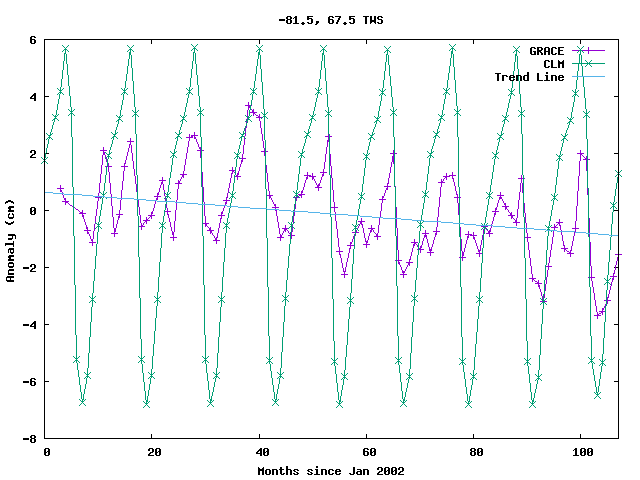 -81.5, 67.5 TWS
GRACE
CLM
Trend Line
6
4
2
0
-2
-4
-6
-8
Anomaly (cm)
0 20 40 60 80 100
Months since Jan 2002